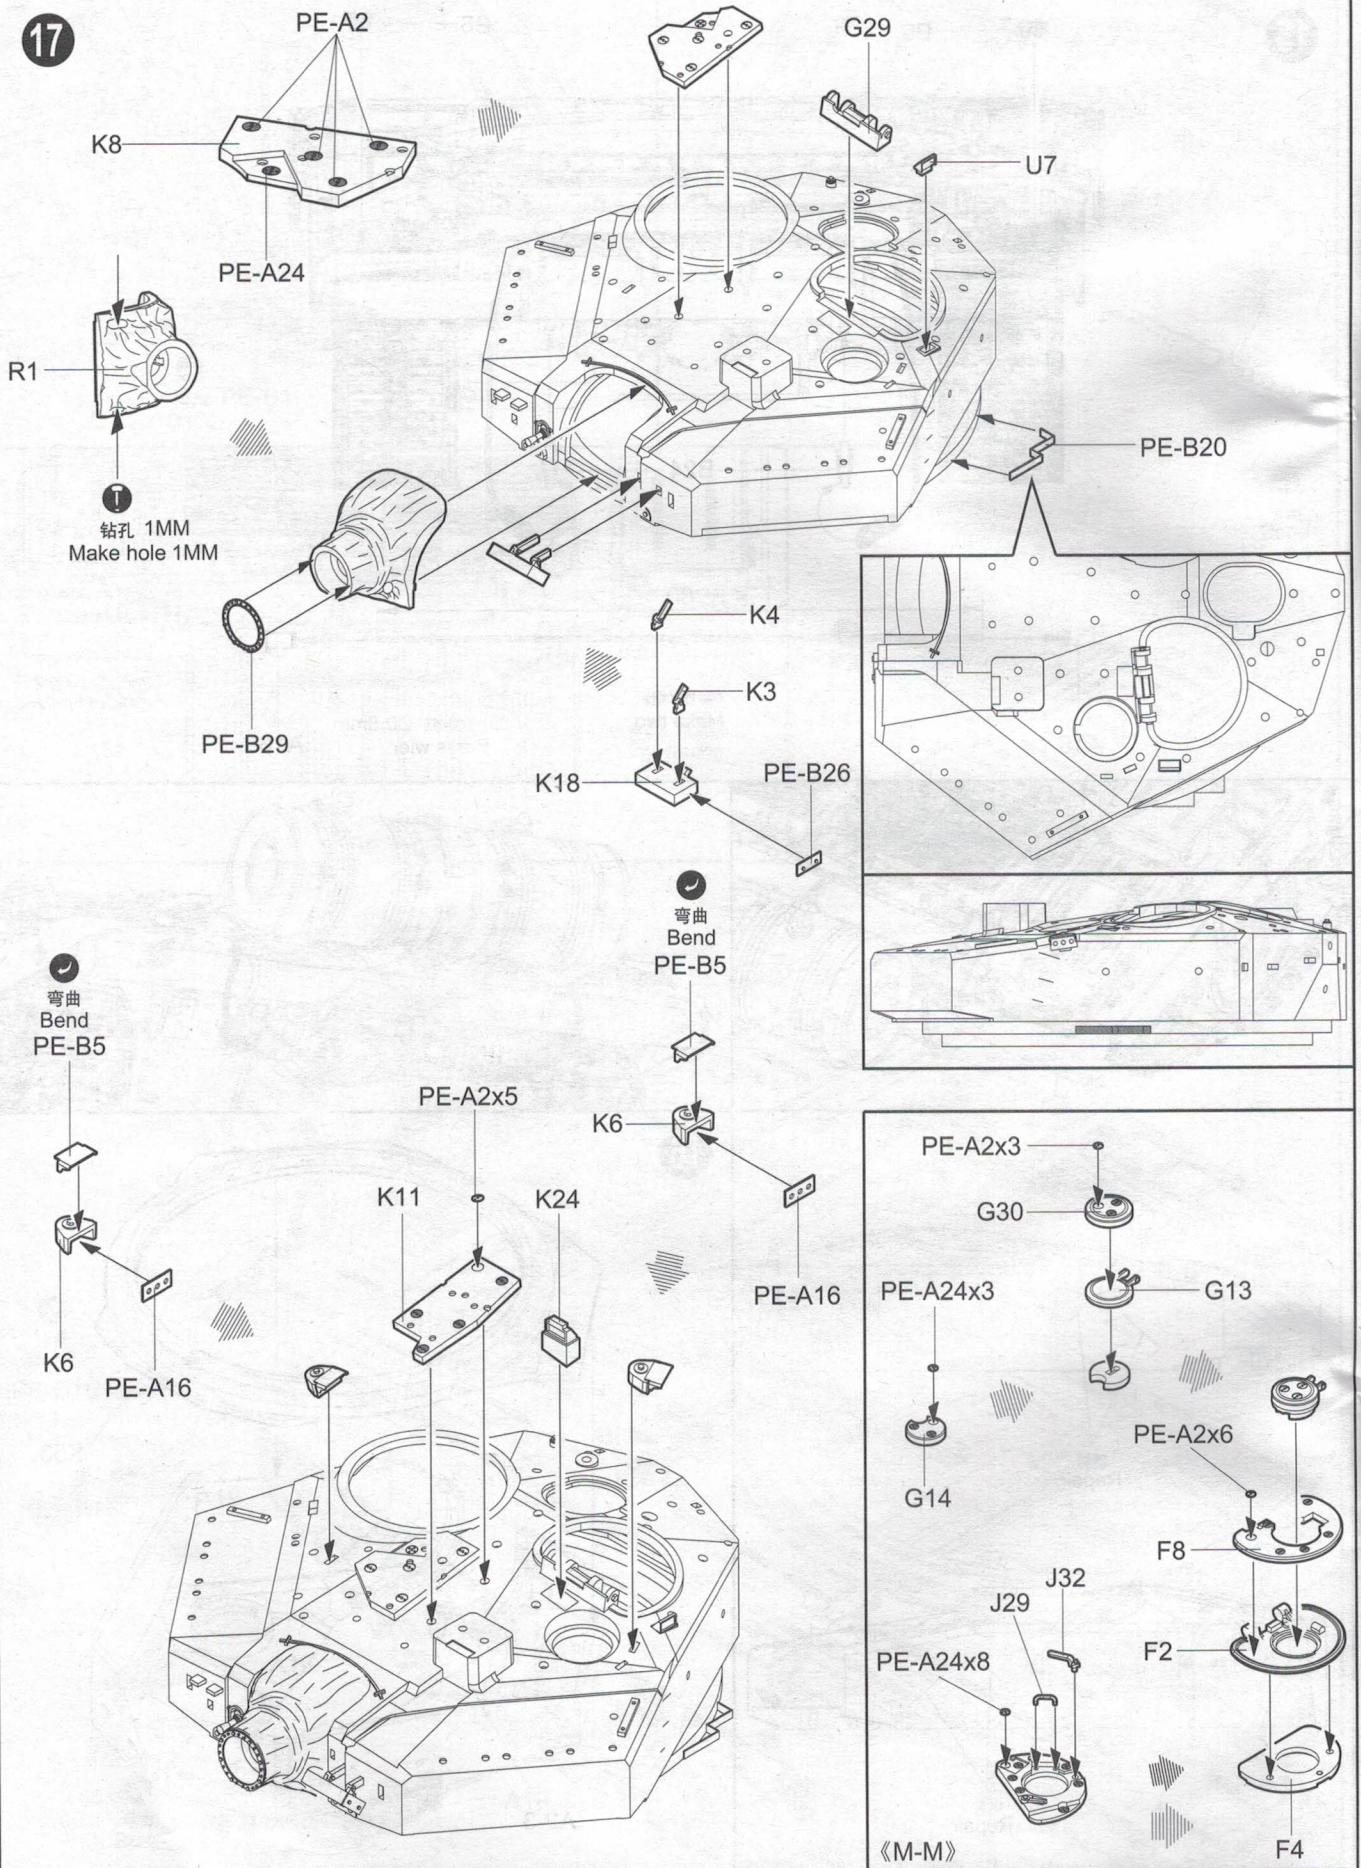 17
PE-A2
K8
PE-A24
G29
U7
R1
钻孔 1MM
Make hole 1MM
PE-B20
PE-B29
K4
K3
K18
PE-B26
弯曲
Bend
PE-B5
弯曲
Bend
PE-B5
K6
PE-A16
K6
PE-A16
PE-A2x5
K11
K24
PE-A2x3
G30
G13
PE-A24x3
G14
PE-A2x6
F8
J32
J29
F2
PE-A24x8
F4
《M-M》